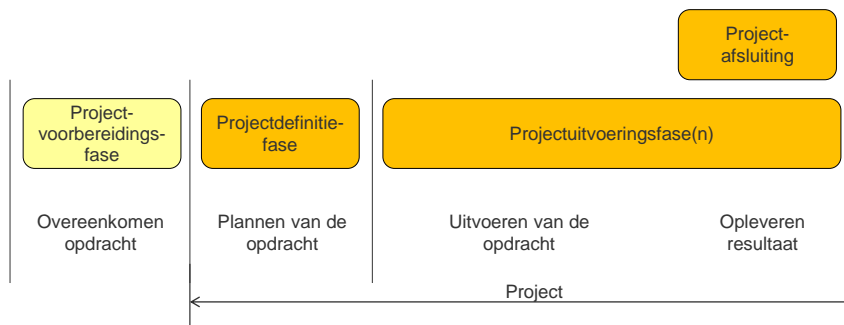 Project-
afsluiting
Project-
voorbereidings-
fase
Projectdefinitie-
fase
Projectuitvoeringsfase(n)
Overeenkomen
opdracht
Plannen van de
opdracht
Uitvoeren van de
opdracht
Opleveren
resultaat
Project